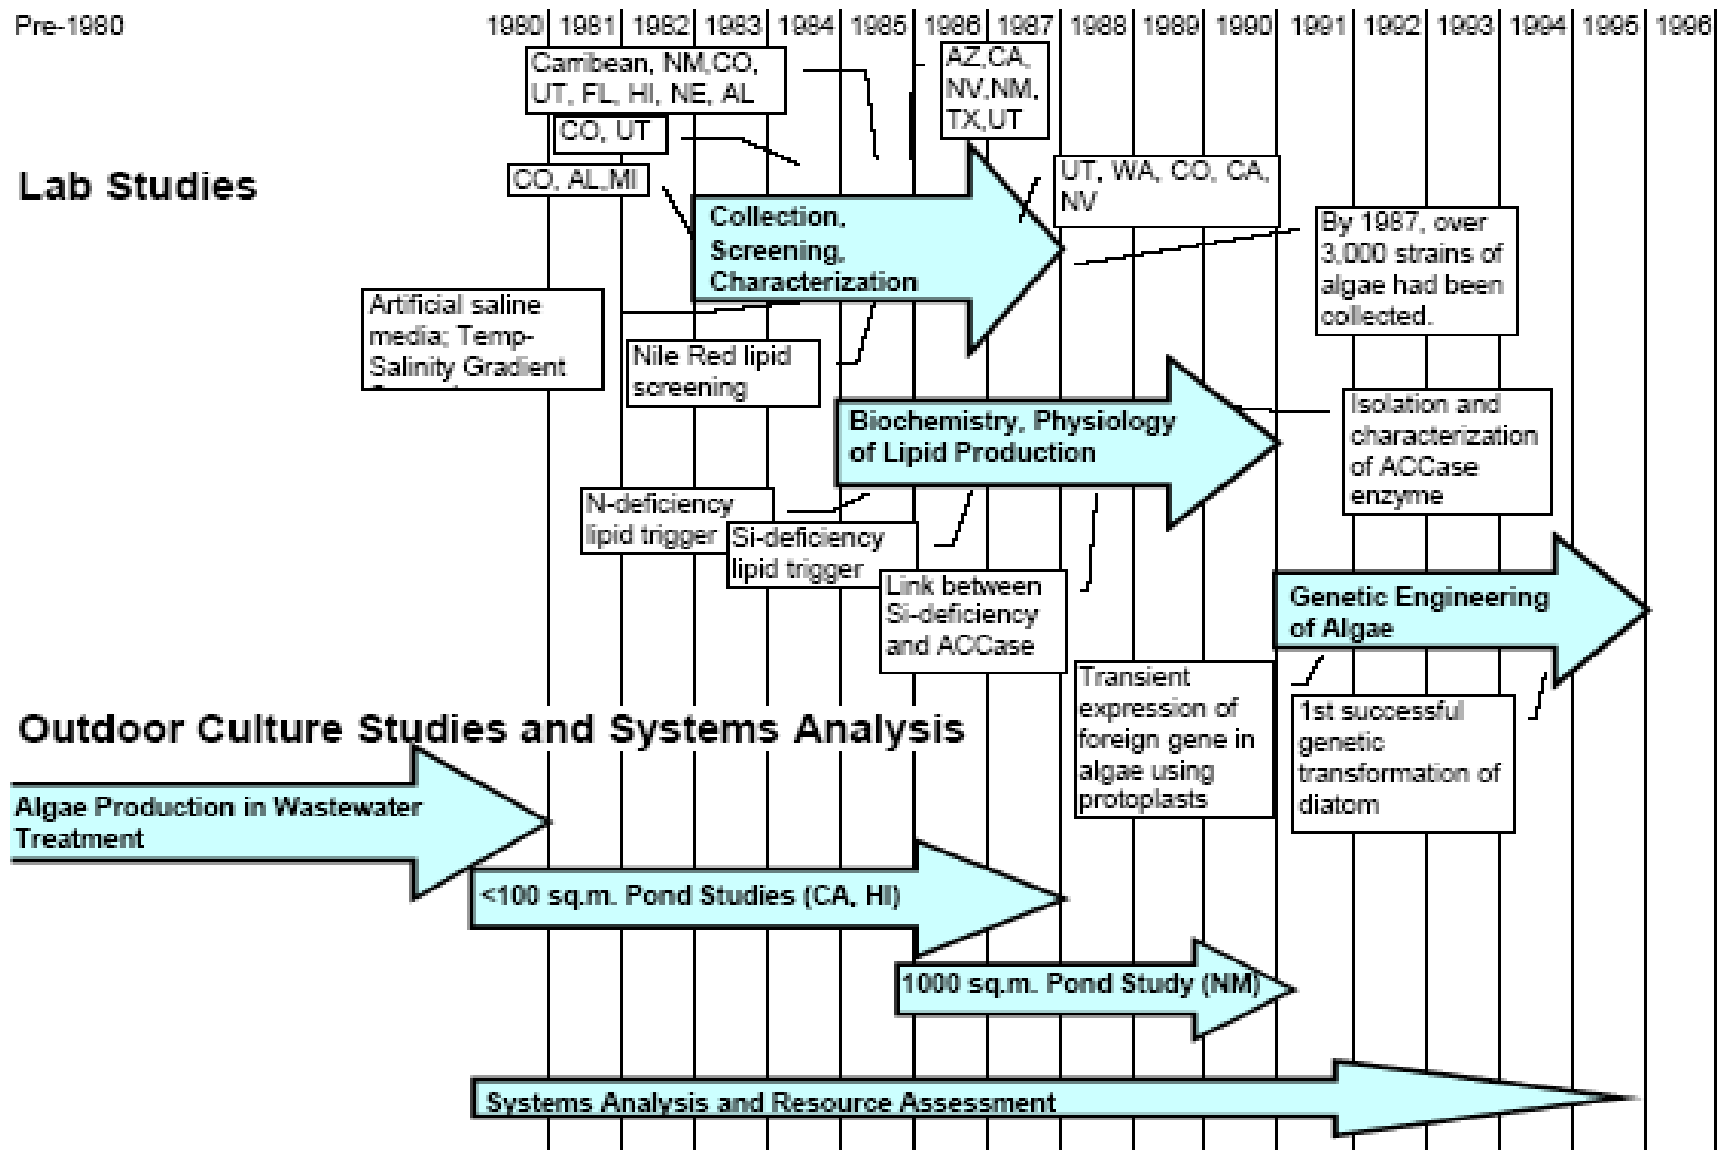 Pre-1980 1980 1981 1982 1983 1984 1985 1986 1987 1988 1989 1990 1991 1992 1993 1994 1995 1996
Carribean, NM,CO,
UT, FL, HI, NE, AL
AZ,CA,
NV,NM,
TX,UT
CO, UT
CO, AL,MI
UT, WA, CO, CA,
NV
Lab Studies
Collection,
Screening,
Characterization
By 1987, over
3,000 strains of
algae had been
collected.
Artificial saline
media; Temp-
Salinity Gradient
Nile Red lipid
screening
Biochemistry, Physiology
of Lipid Production
Isolation and
characterization
of ACCase
enzyme
N-deficiency
lipid trigger
Si-deficiency
lipid trigger
Link between
Si-deficiency
and ACCase
Genetic Engineering
of Algae
Transient
expression of
foreign gene in
algae using
protoplasts
1st successful
genetic
transformation of
diatom
Outdoor Culture Studies and Systems Analysis
Algae Production in Wastewater
Treatment
<100 sq.m. Pond Studies (CA, HI)
1000 sq.m. Pond Study (NM)
Systems Analysis and Resource Assessment